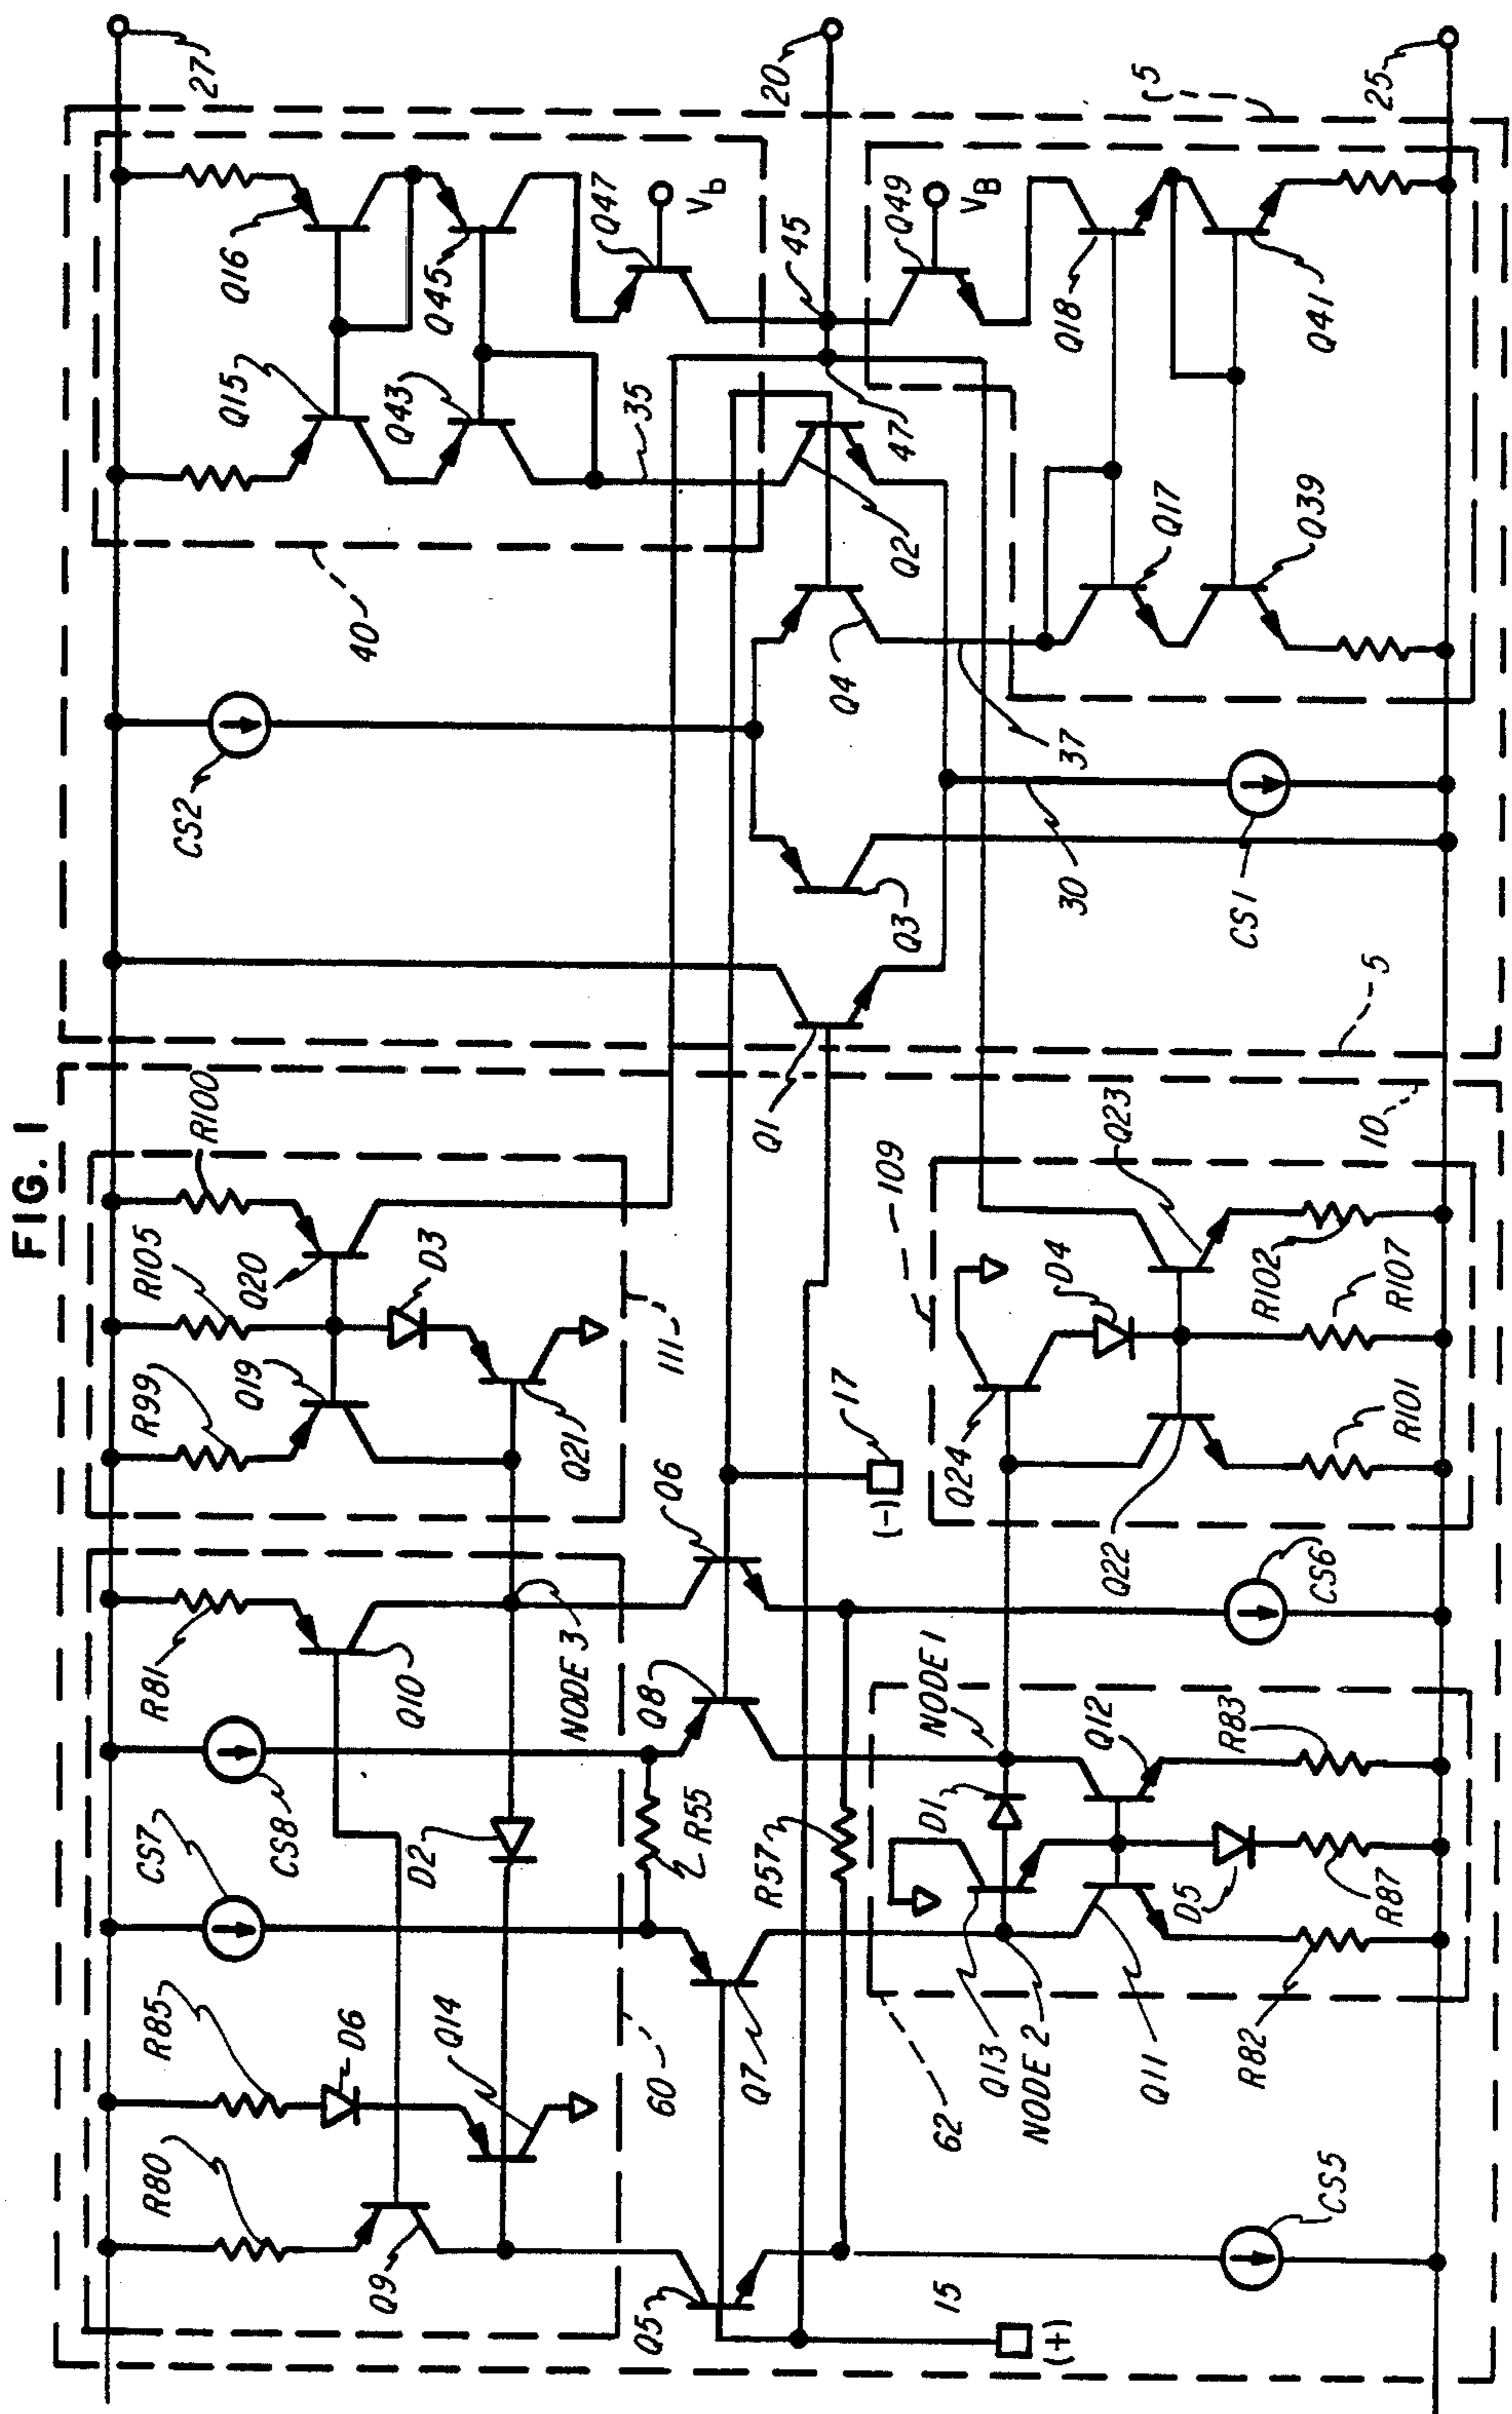 FIG. 1
27
20
25
5
Q16
Q15
Q45
Q43
Q47
Vb
35
45
Q49
VB
47
Q2
Q18
Q41
Q17
Q39
40
Q4
37
CS2
Q3
30
CS1
5
Q1
10
R100
R105
R99
Q20
Q19
D3
Q21
111
109
Q23
D4
R102
R107
R101
Q24
Q22
17
(-)
Q6
CS6
R81
Q10
NODE 3
Q8
NODE 1
Q12
R83
CS8
CS7
D2
R55
R57
D1
D5
R87
Q13
NODE 2
Q11
R82
62
R85
D6
Q14
60
Q7
R80
Q9
Q5
15
(+)
CS5